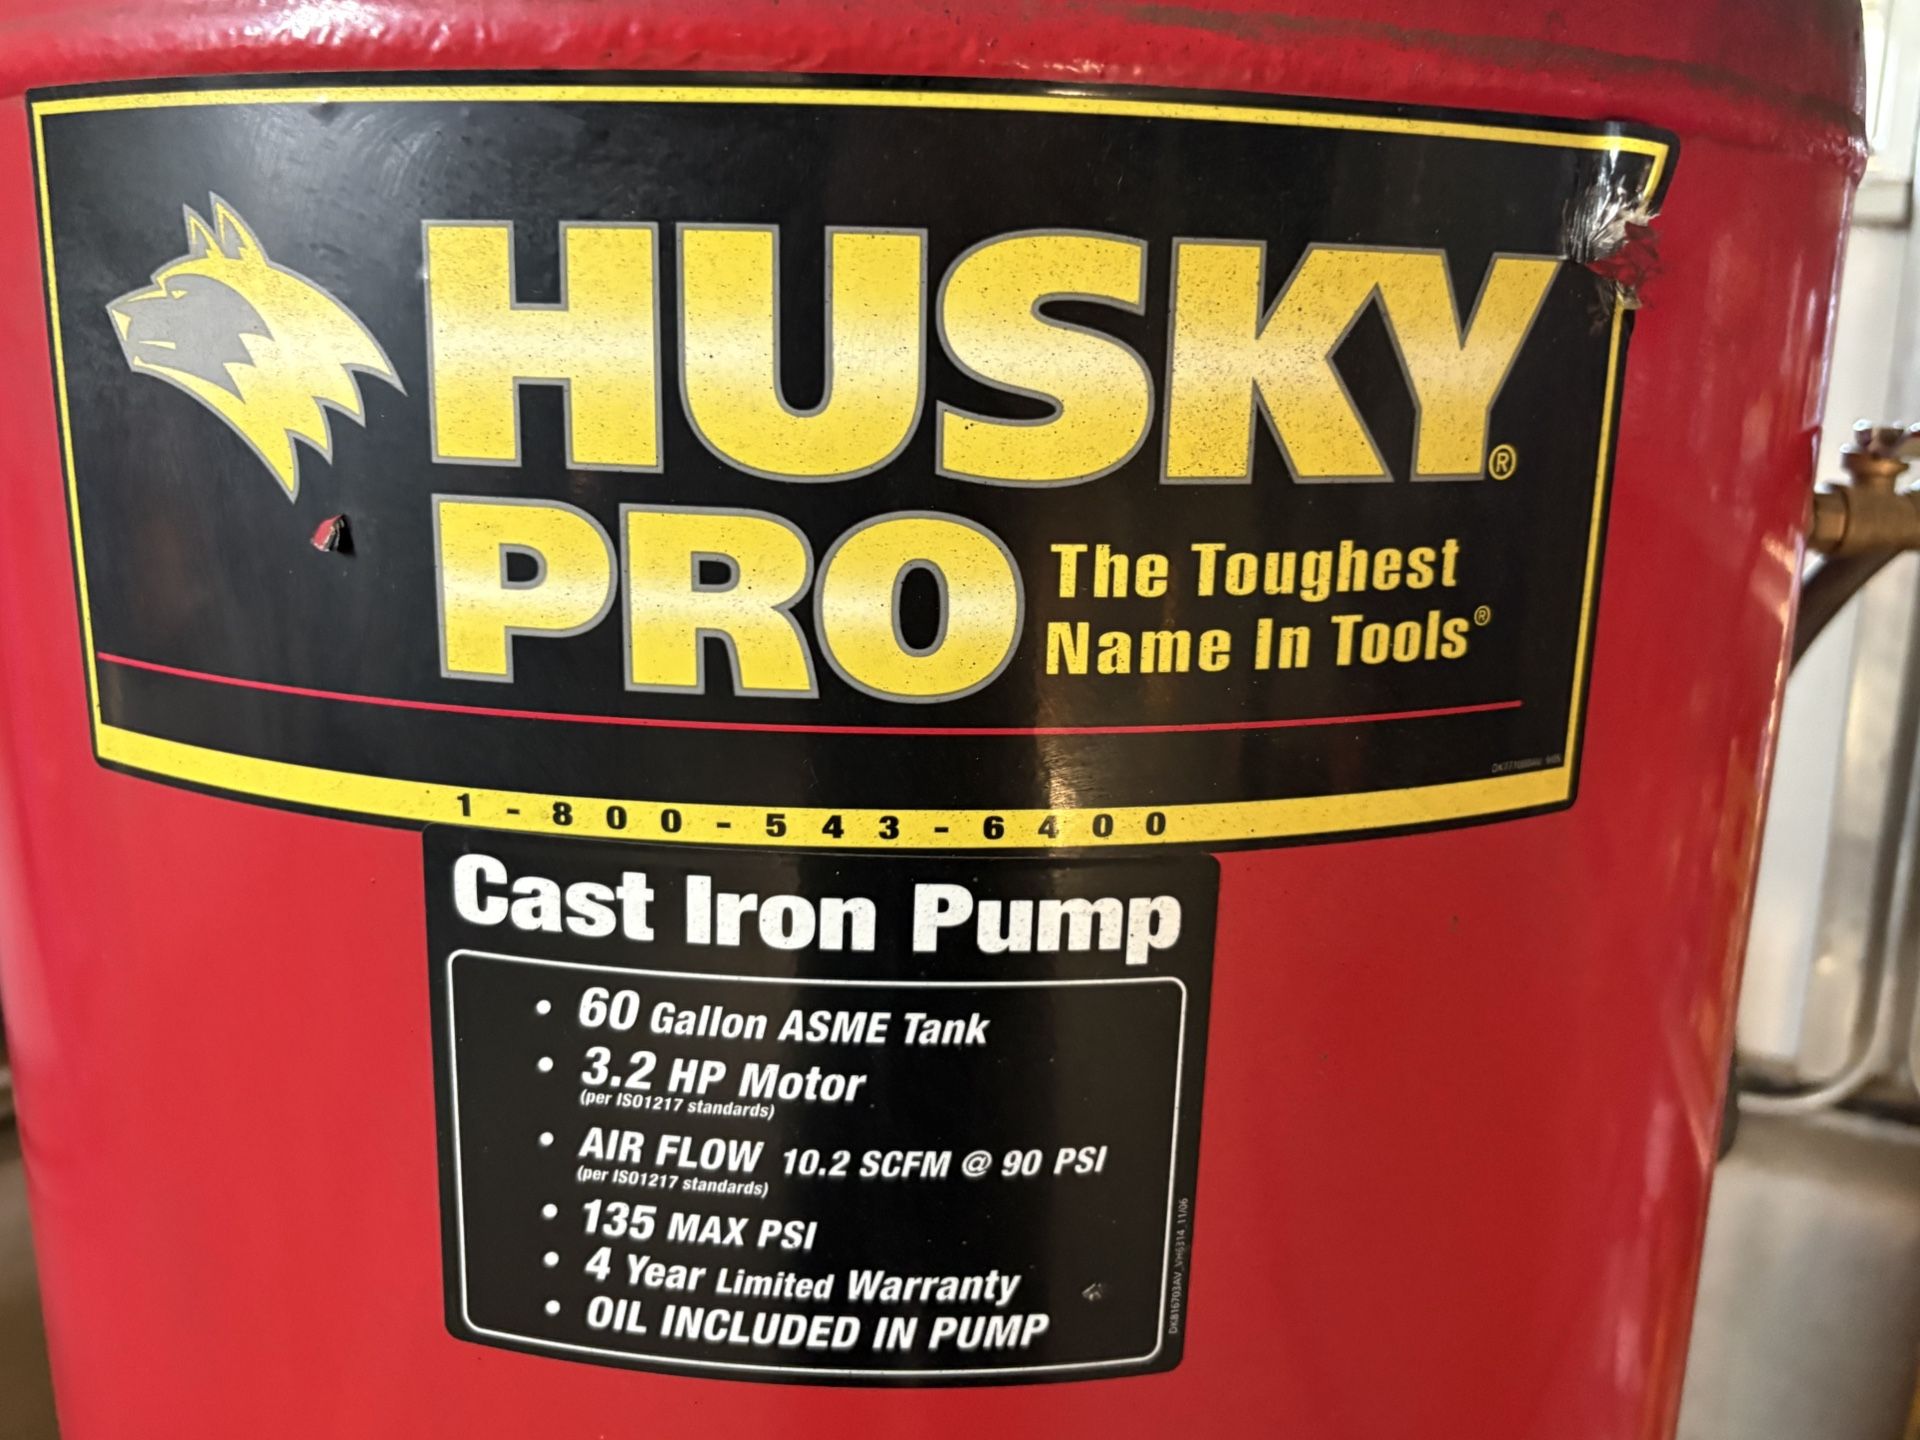 HUSKY®
PRO
The Toughest
Name In Tools®
1-800-543-6400
Cast Iron Pump
• 60 Gallon ASME Tank
• 3.2 HP Motor
(per ISO1217 standards)
• AIR FLOW 10.2 SCFM @ 90 PSI
(per ISO1217 standards)
• 135 MAX PSI
• 4 Year Limited Warranty
• OIL INCLUDED IN PUMP
DK816703AV_VH6314_11/06